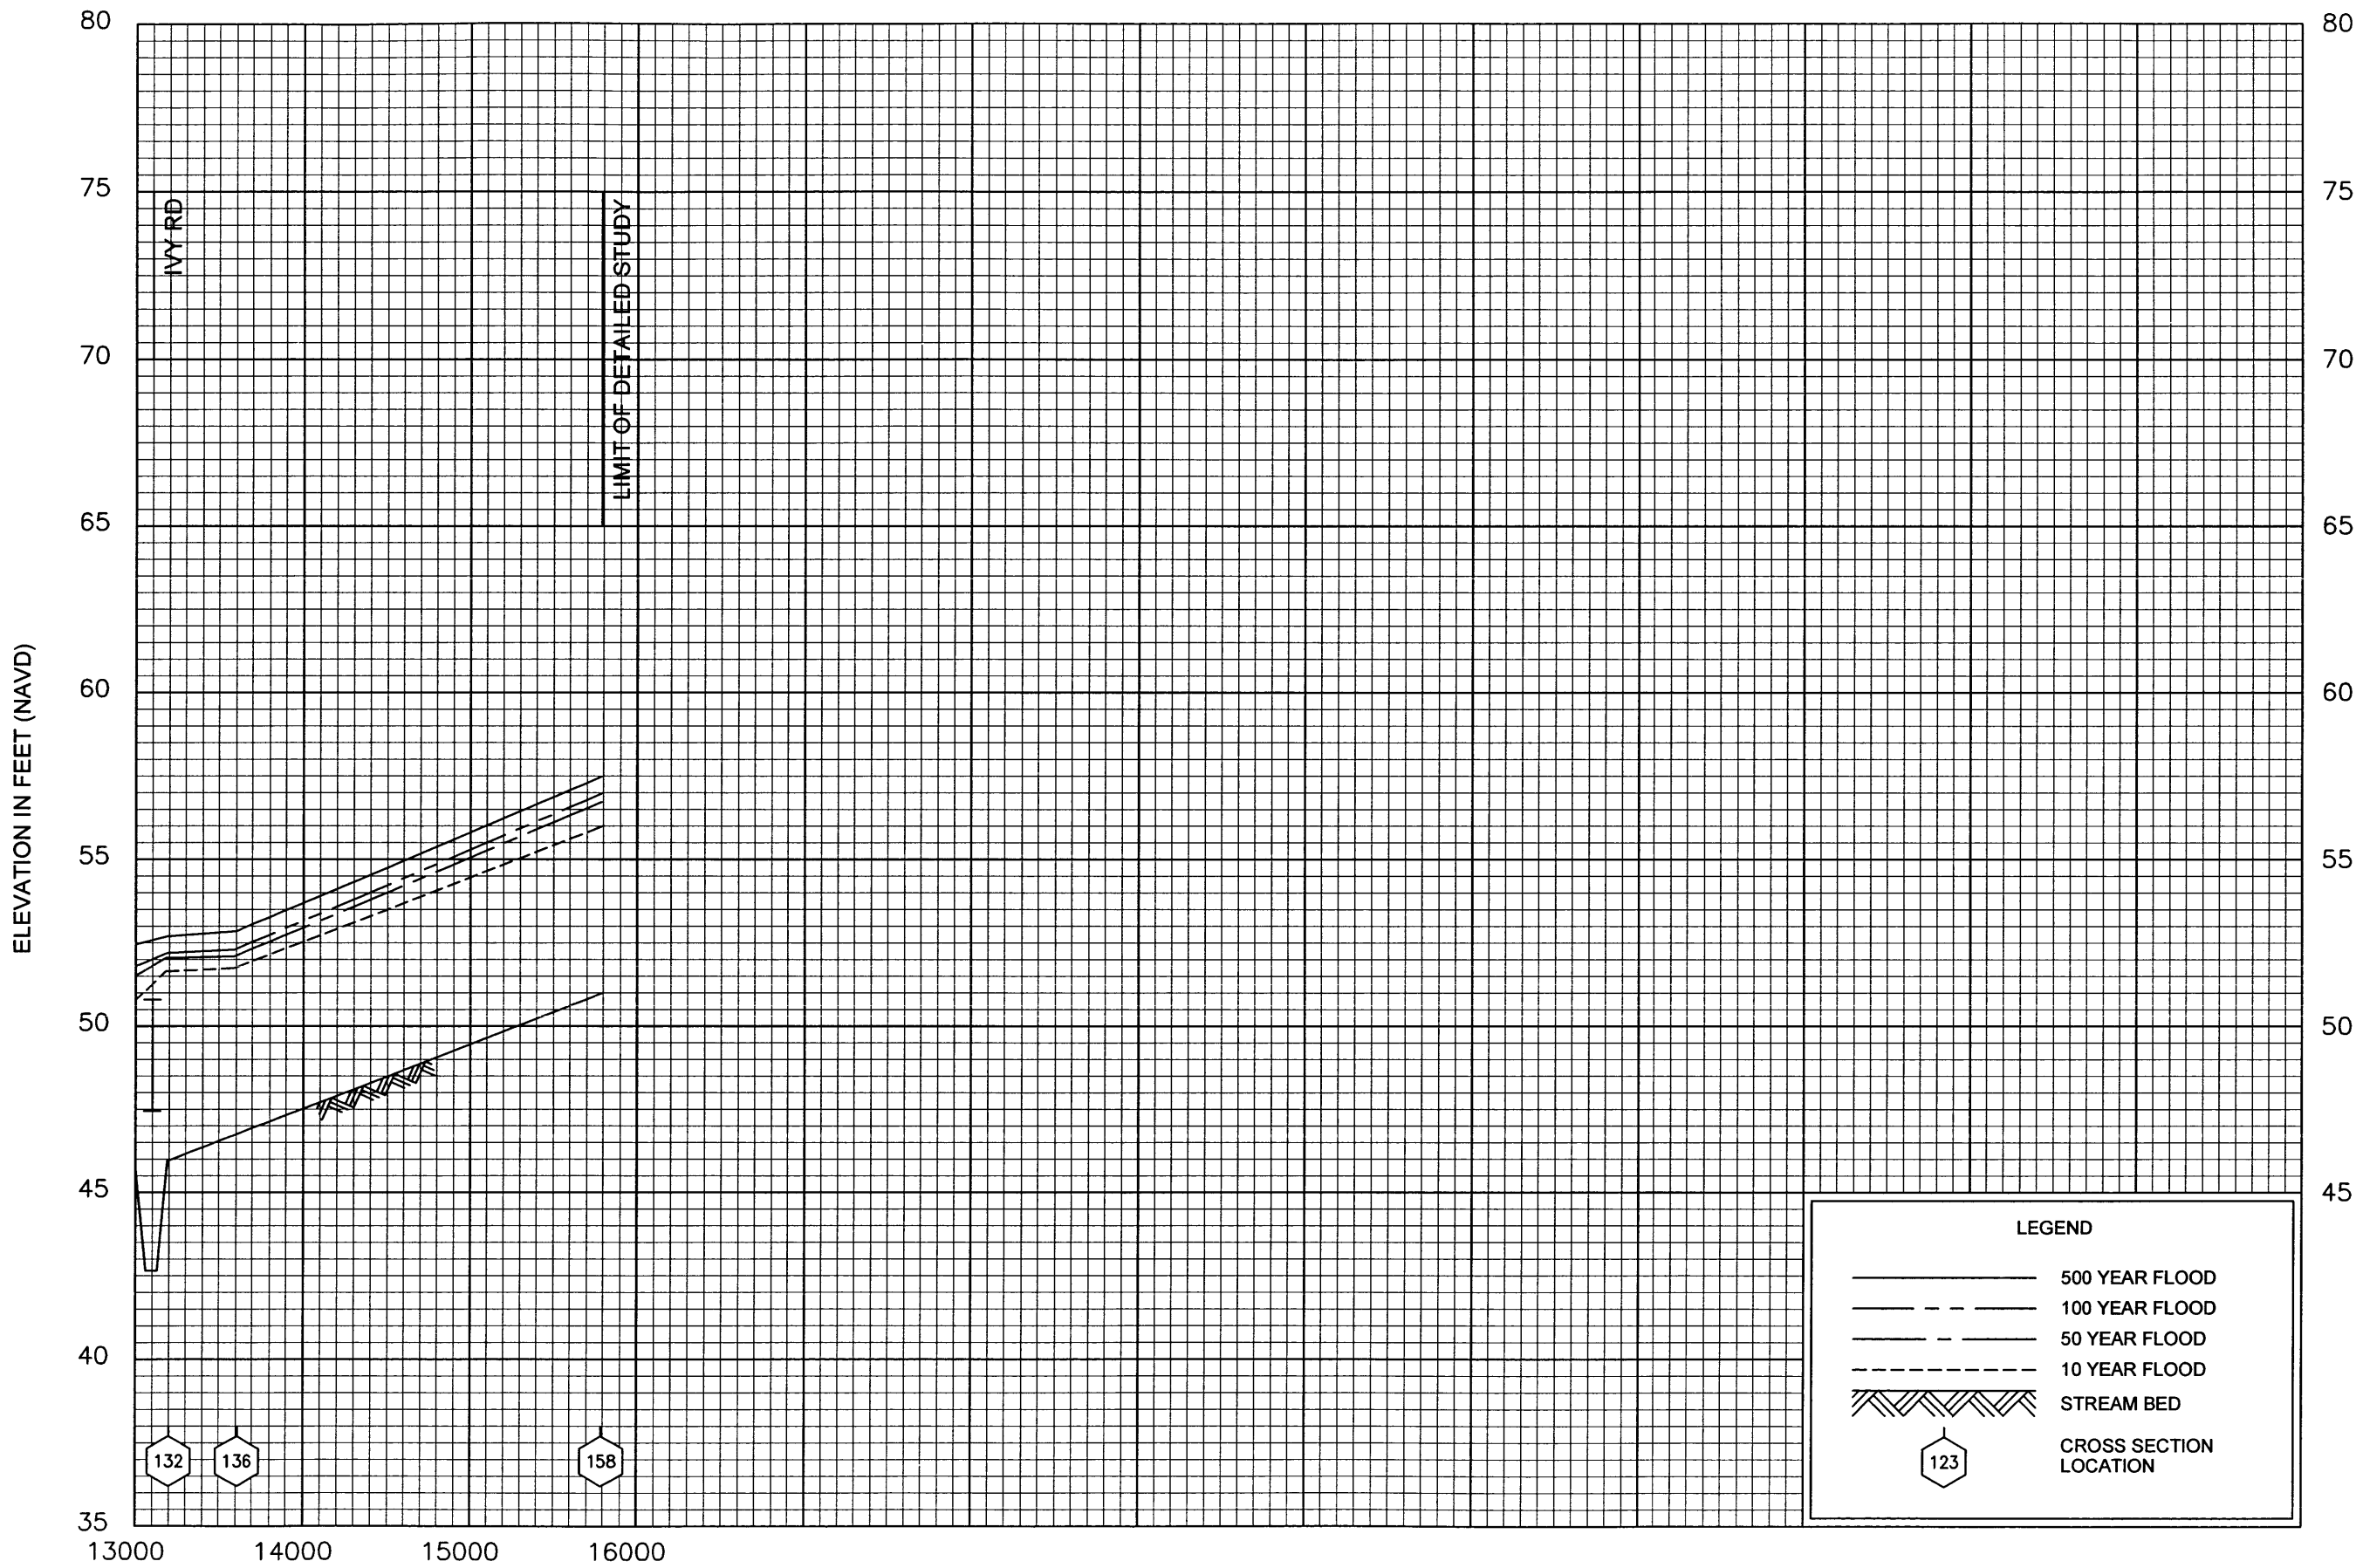 80 80
75 75
IVY RD
LIMIT OF DETAILED STUDY
70 70
65 65
60 60
ELEVATION IN FEET (NAVD)
55 55
50 50
45 45
40
35
132 136 158
13000 14000 15000 16000
LEGEND
500 YEAR FLOOD
100 YEAR FLOOD
50 YEAR FLOOD
10 YEAR FLOOD
STREAM BED
123 CROSS SECTION
LOCATION